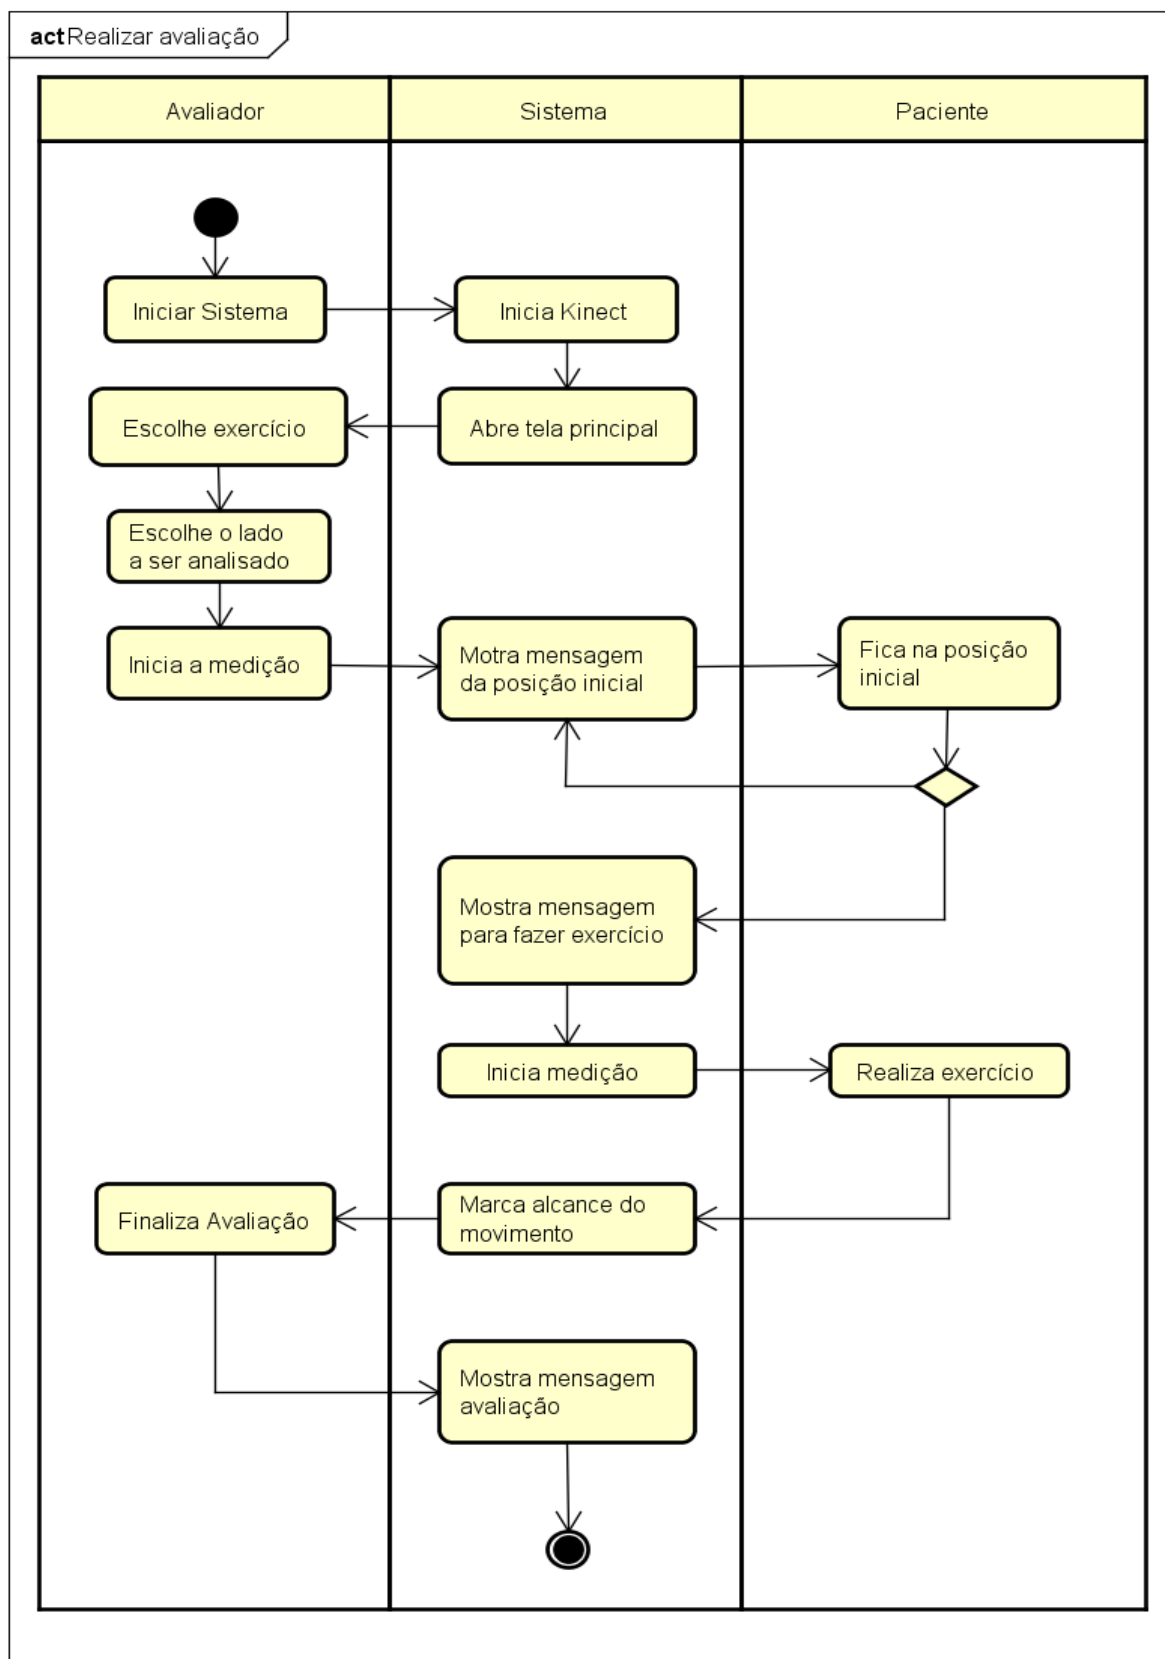 act Realizar avaliação
Avaliador
Sistema
Paciente
Iniciar Sistema
Inicia Kinect
Escolhe exercício
Abre tela principal
Escolhe o lado
a ser analisado
Inicia a medição
Motra mensagem
da posição inicial
Fica na posição
inicial
Mostra mensagem
para fazer exercício
Inicia medição
Realiza exercício
Finaliza Avaliação
Marca alcance do
movimento
Mostra mensagem
avaliação